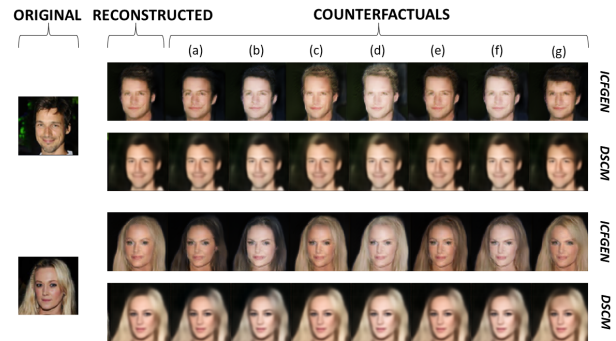 ORIGINAL RECONSTRUCTED COUNTERFACTUALS
(a) (b) (c) (d) (e) (f) (g)
ICFGEN
DSCM
ICFGEN
DSCM